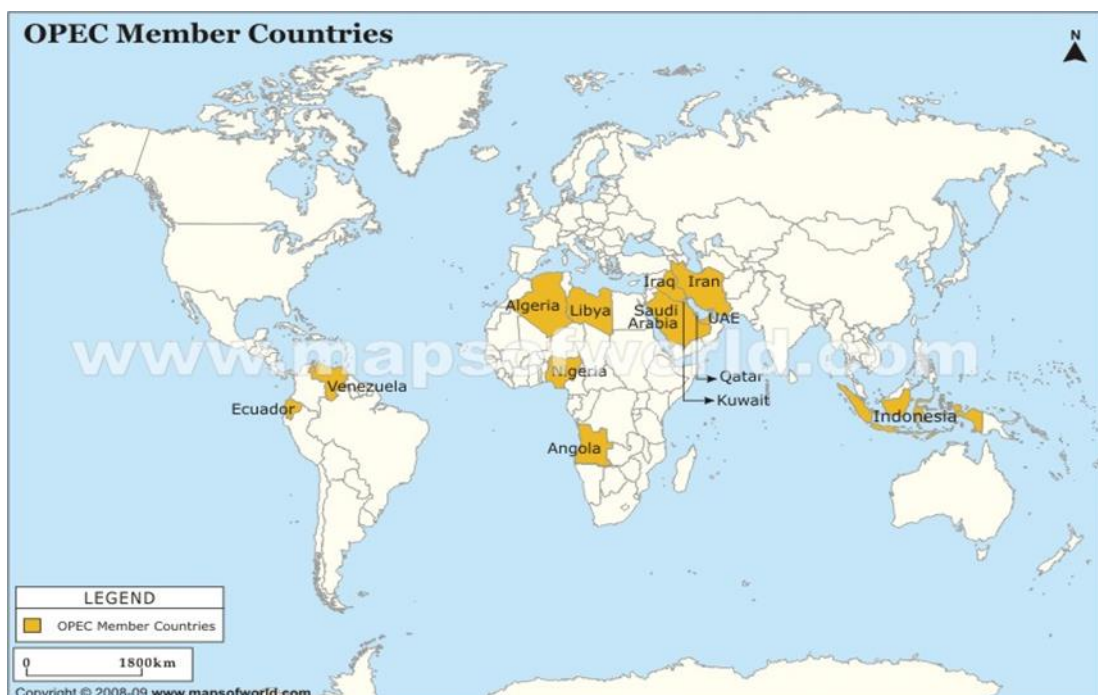 OPEC Member Countries
N
Iraq
Iran
Algeria
Libya
Saudi
Arabia
UAE
www.mapsofworld.com
Nigeria
Qatar
Kuwait
Venezuela
Ecuador
Indonesia
Angola
LEGEND
OPEC Member Countries
0 1800km
Copyright © 2008-09 www.mapsofworld.com